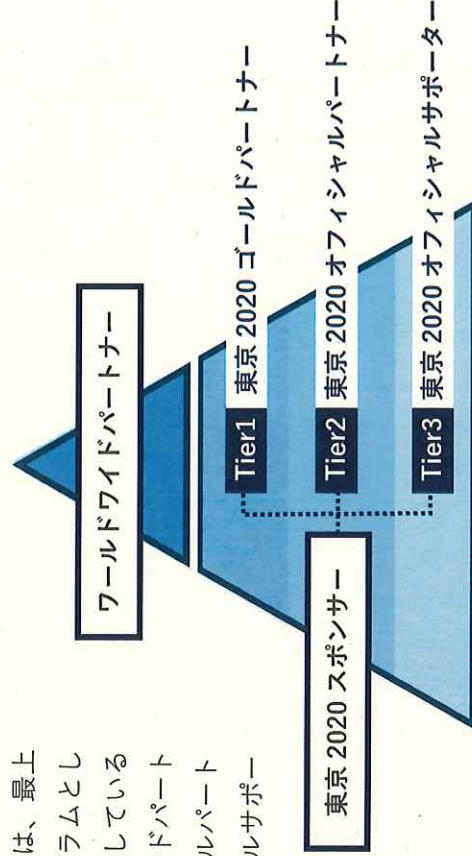 は、最上
ラムとし
している
ドパート
ルパート
ルサポー
ワールドワイドパートナー
東京 2020 スポンサー
Tier1 東京 2020 ゴールドパートナー
Tier2 東京 2020 オフィシャルパートナー
Tier3 東京 2020 オフィシャルサポーター